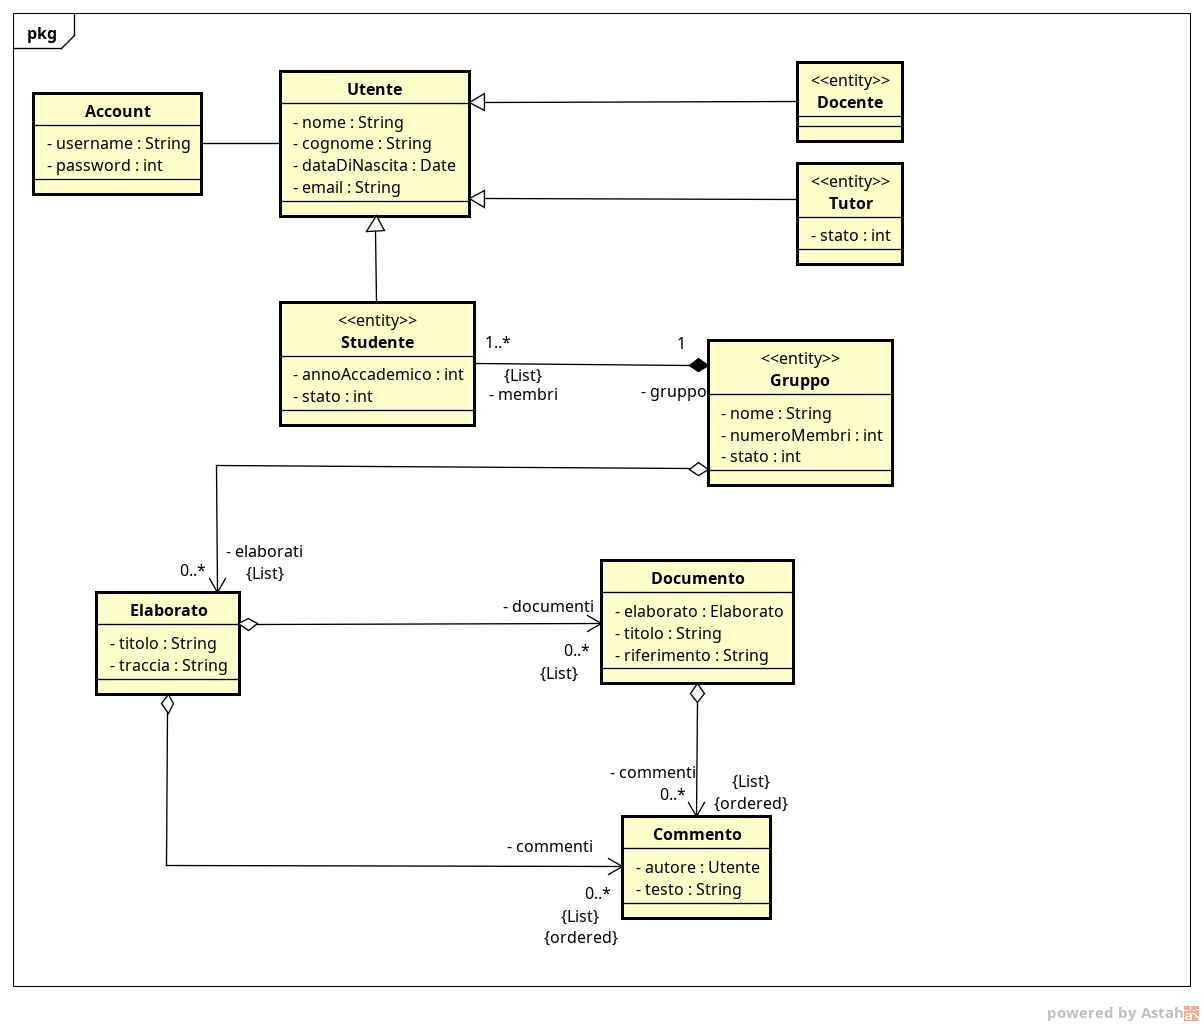 pkg
Account
- username : String
- password : int
Utente
- nome : String
- cognome : String
- dataDiNascita : Date
- email : String
<<entity>>
Docente
<<entity>>
Tutor
- stato : int
<<entity>>
Studente
- annoAccademico : int
- stato : int
1..*
{List}
- membri
1
- gruppo
<<entity>>
Gruppo
- nome : String
- numeroMembri : int
- stato : int
- elaborati
0..*
{List}
Elaborato
- titolo : String
- traccia : String
- documenti
0..*
{List}
Documento
- elaborato : Elaborato
- titolo : String
- riferimento : String
- commenti
0..*
{List}
{ordered}
Commento
- autore : Utente
- testo : String
- commenti
0..*
{List}
{ordered}
powered by Astah